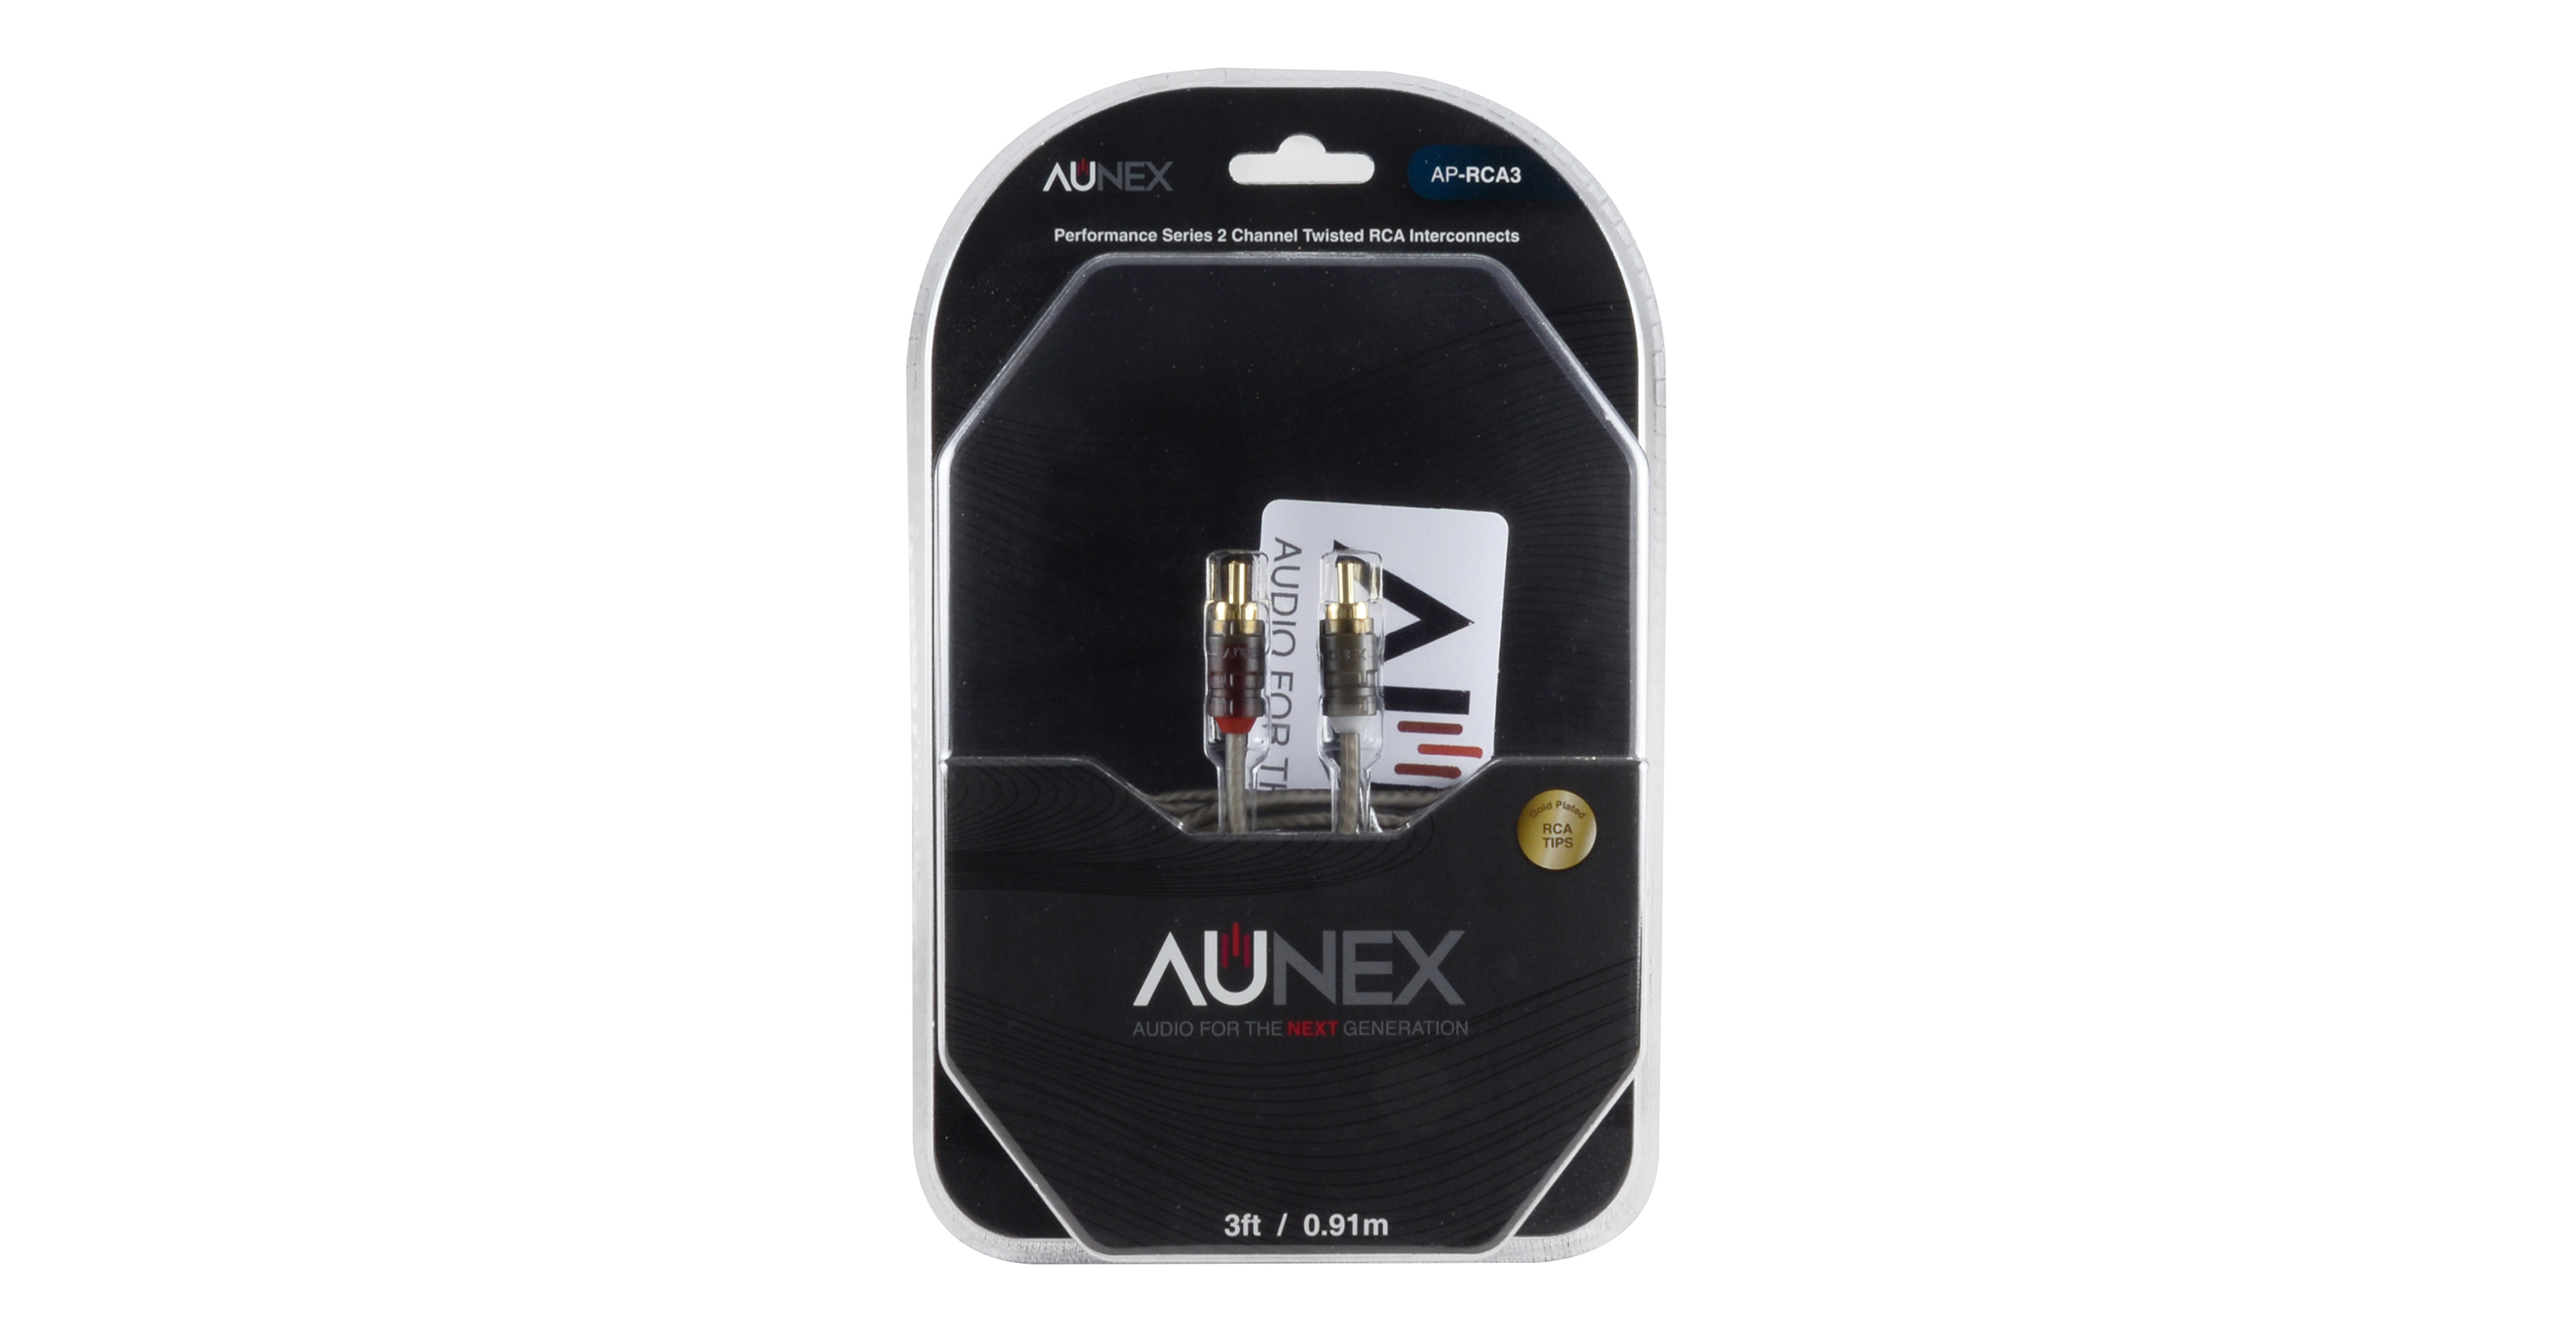 AUNEX
AP-RCA3
Performance Series 2 Channel Twisted RCA Interconnects
AUDIO FOR
AU
Gold Plated
RCA
TIPS
AUNEX
AUDIO FOR THE NEXT GENERATION
3ft / 0.91m